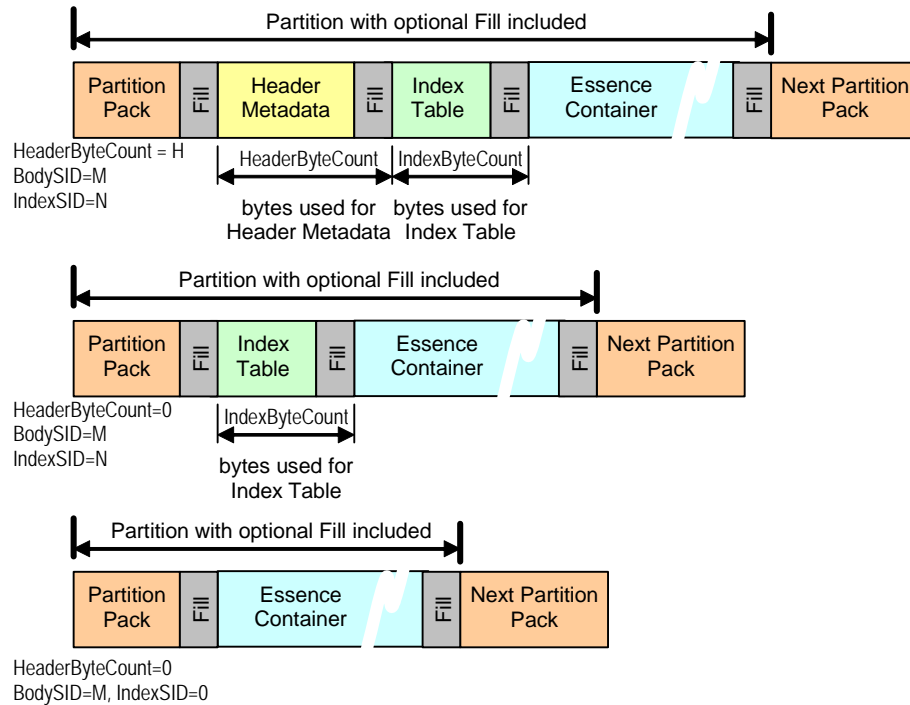 Partition with optional Fill included
Partition
Pack
Fill
Header
Metadata
Fill
Index
Table
Fill
Essence
Container
Fill
Next Partition
Pack
HeaderByteCount = H
BodySID=M
IndexSID=N
HeaderByteCount
IndexByteCount
bytes used for
Header Metadata
bytes used for
Index Table
Partition with optional Fill included
Partition
Pack
Fill
Index
Table
Fill
Essence
Container
Fill
Next Partition
Pack
HeaderByteCount=0
BodySID=M
IndexSID=N
IndexByteCount
bytes used for
Index Table
Partition with optional Fill included
Partition
Pack
Fill
Essence
Container
Fill
Next Partition
Pack
HeaderByteCount=0
BodySID=M, IndexSID=0